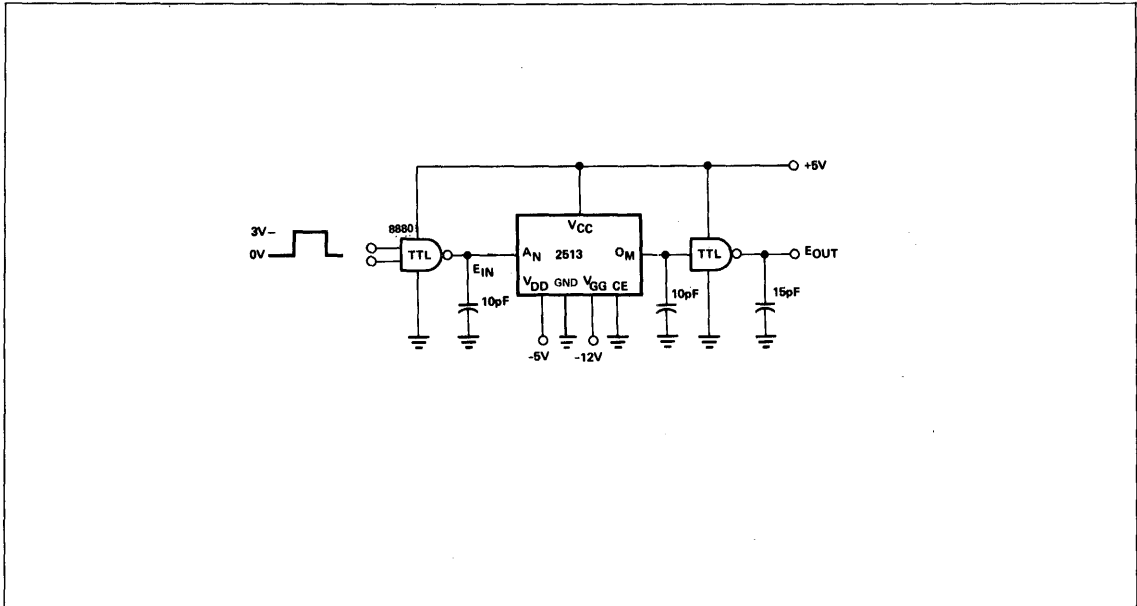 +5V
VCC
8880
3V–
0V
TTL
AN
2513
OM
TTL
EOUT
EIN
VDD
GND
VGG
CE
10pF
10pF
15pF
-5V
-12V